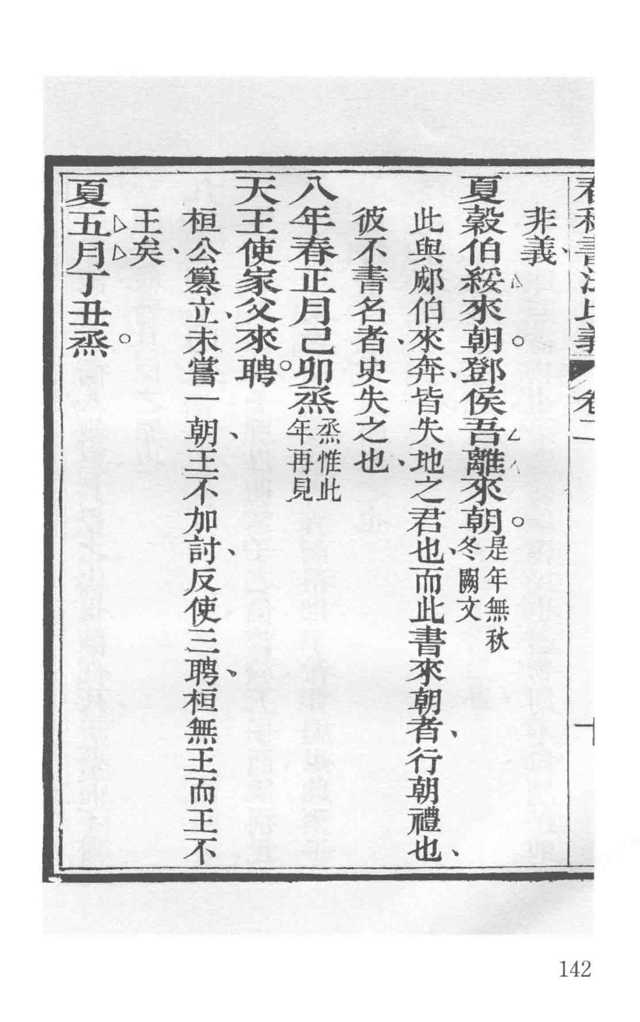 春秋書法比義 卷二 十
非義、
夏穀伯綏來朝。鄧侯吾離來朝。是年無秋冬闕文
此與郕伯來奔、皆失地之君也、而此書來朝者、行朝禮也、
彼不書名者、史失之也、
八年春正月己卯烝。烝惟此年再見
天王使家父來聘
桓公簒立、未嘗一朝、王不加討、反使三聘、桓無王而王不
王矣、
夏五月丁丑烝。
142